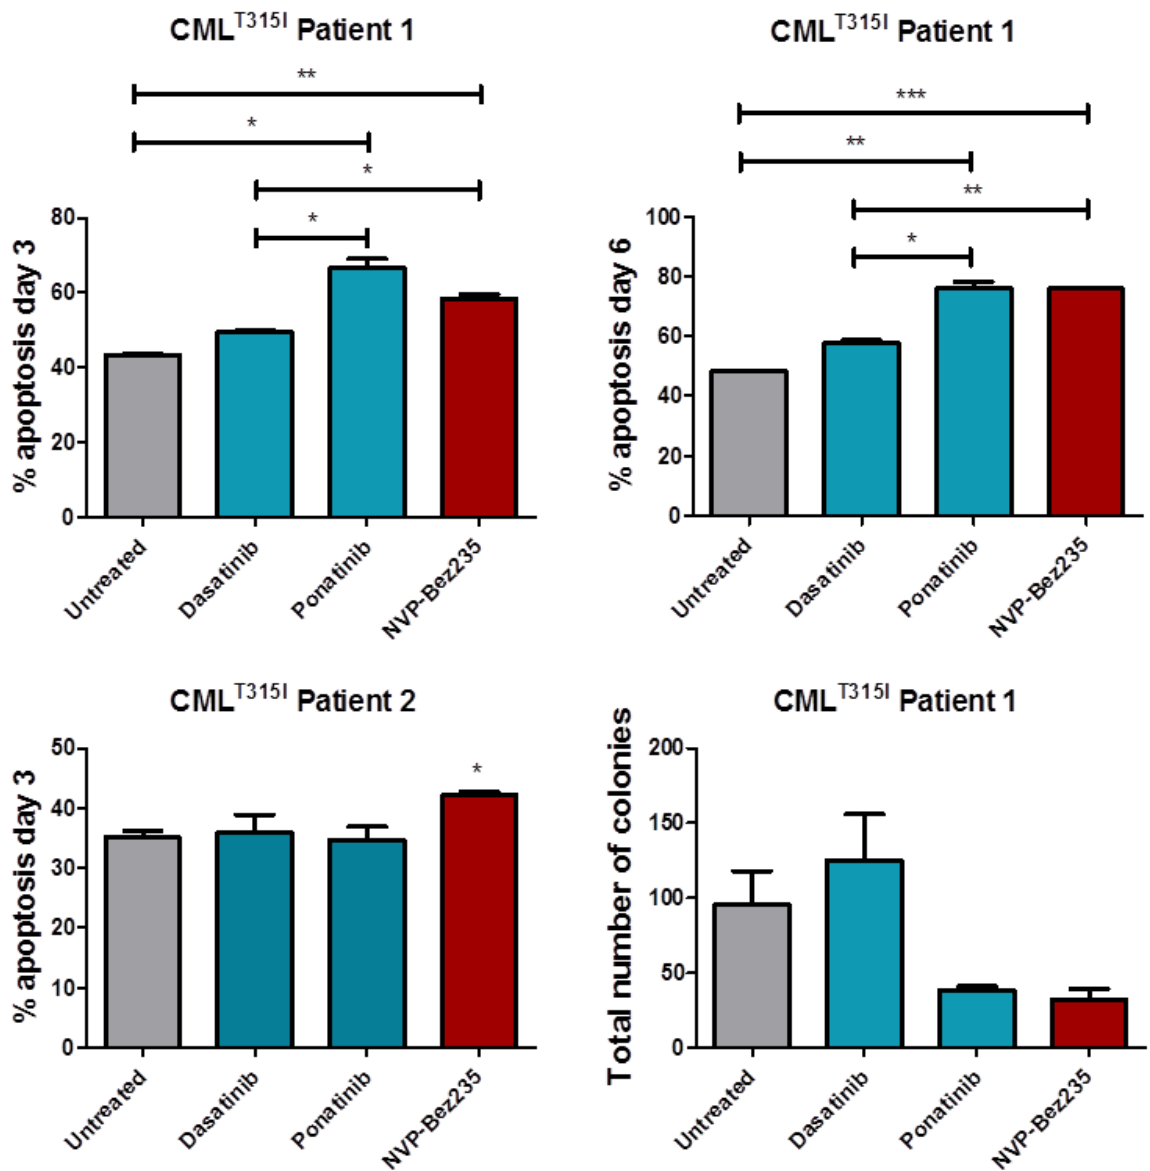 CML^T315I Patient 1
**
*
*
*
% apoptosis day 3
80
60
40
20
0
Untreated
Dasatinib
Ponatinib
NVP-Bez235
CML^T315I Patient 1
***
**
**
*
% apoptosis day 6
100
80
60
40
20
0
Untreated
Dasatinib
Ponatinib
NVP-Bez235
CML^T315I Patient 2
*
% apoptosis day 3
50
40
30
20
10
0
Untreated
Dasatinib
Ponatinib
NVP-Bez235
CML^T315I Patient 1
Total number of colonies
200
150
100
50
0
Untreated
Dasatinib
Ponatinib
NVP-Bez235